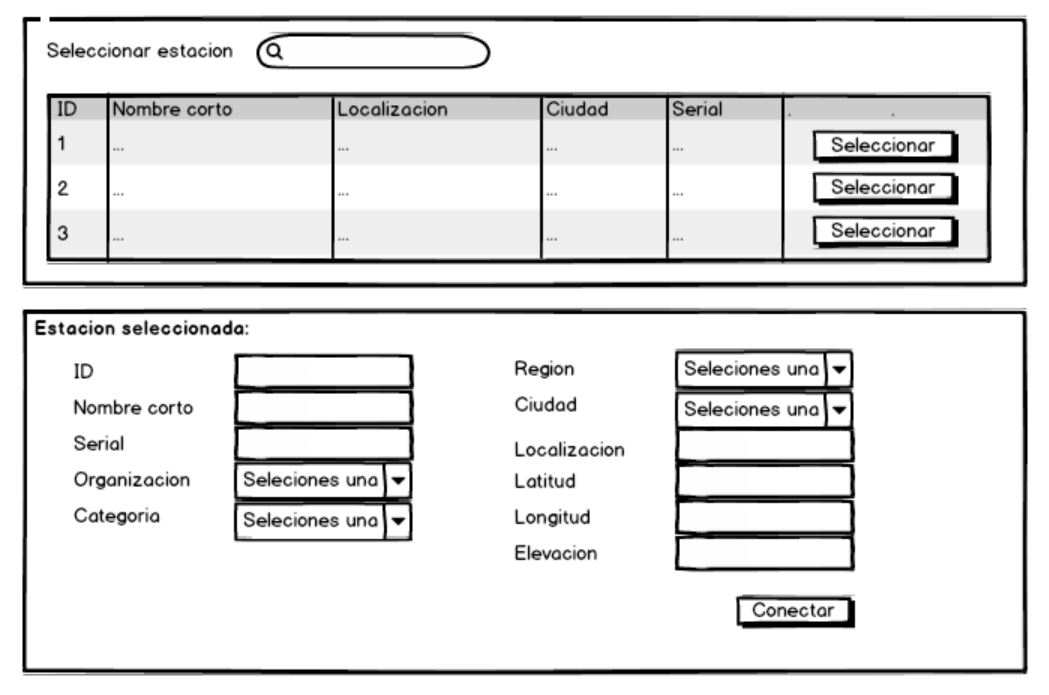 Seleccionar estacion
ID Nombre corto Localizacion Ciudad Serial . .
1 ... ... ... ... Seleccionar
2 ... ... ... ... Seleccionar
3 ... ... ... ... Seleccionar
Estacion seleccionada:
ID
Nombre corto
Serial
Organizacion Seleciones una
Categoria Seleciones una
Region Seleciones una
Ciudad Seleciones una
Localizacion
Latitud
Longitud
Elevacion
Conectar